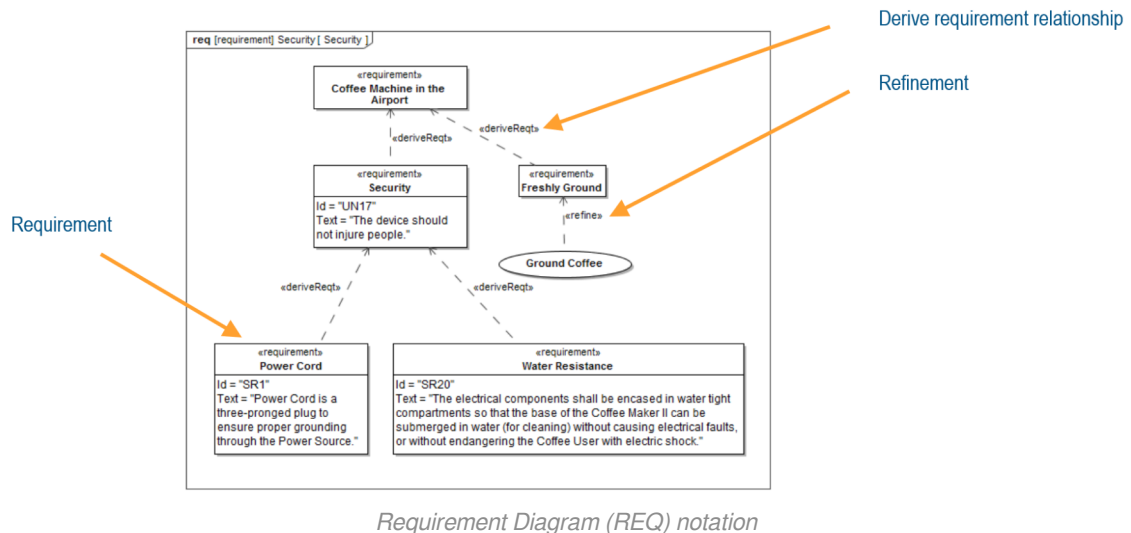 Derive requirement relationship
req [requirement] Security [ Security ]
«requirement»
Coffee Machine in the
Airport
Refinement
«deriveReqt»
«deriveReqt»
«requirement»
Security
Id = "UN17"
Text = "The device should
not injure people."
«requirement»
Freshly Ground
«refine»
Requirement
Ground Coffee
«deriveReqt»
«deriveReqt»
«requirement»
Power Cord
Id = "SR1"
Text = "Power Cord is a
three-pronged plug to
ensure proper grounding
through the Power Source."
«requirement»
Water Resistance
Id = "SR20"
Text = "The electrical components shall be encased in water tight
compartments so that the base of the Coffee Maker II can be
submerged in water (for cleaning) without causing electrical faults,
or without endangering the Coffee User with electric shock."
Requirement Diagram (REQ) notation